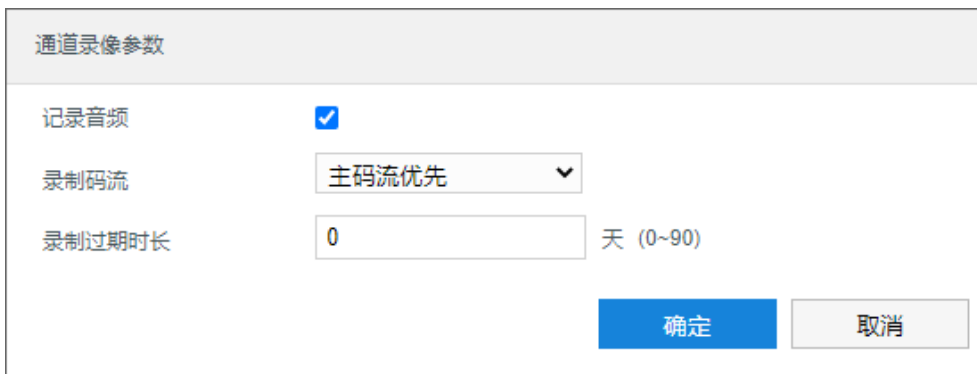 通道录像参数
记录音频
录制码流 主码流优先
录制过期时长 0 天 (0~90)
确定 取消